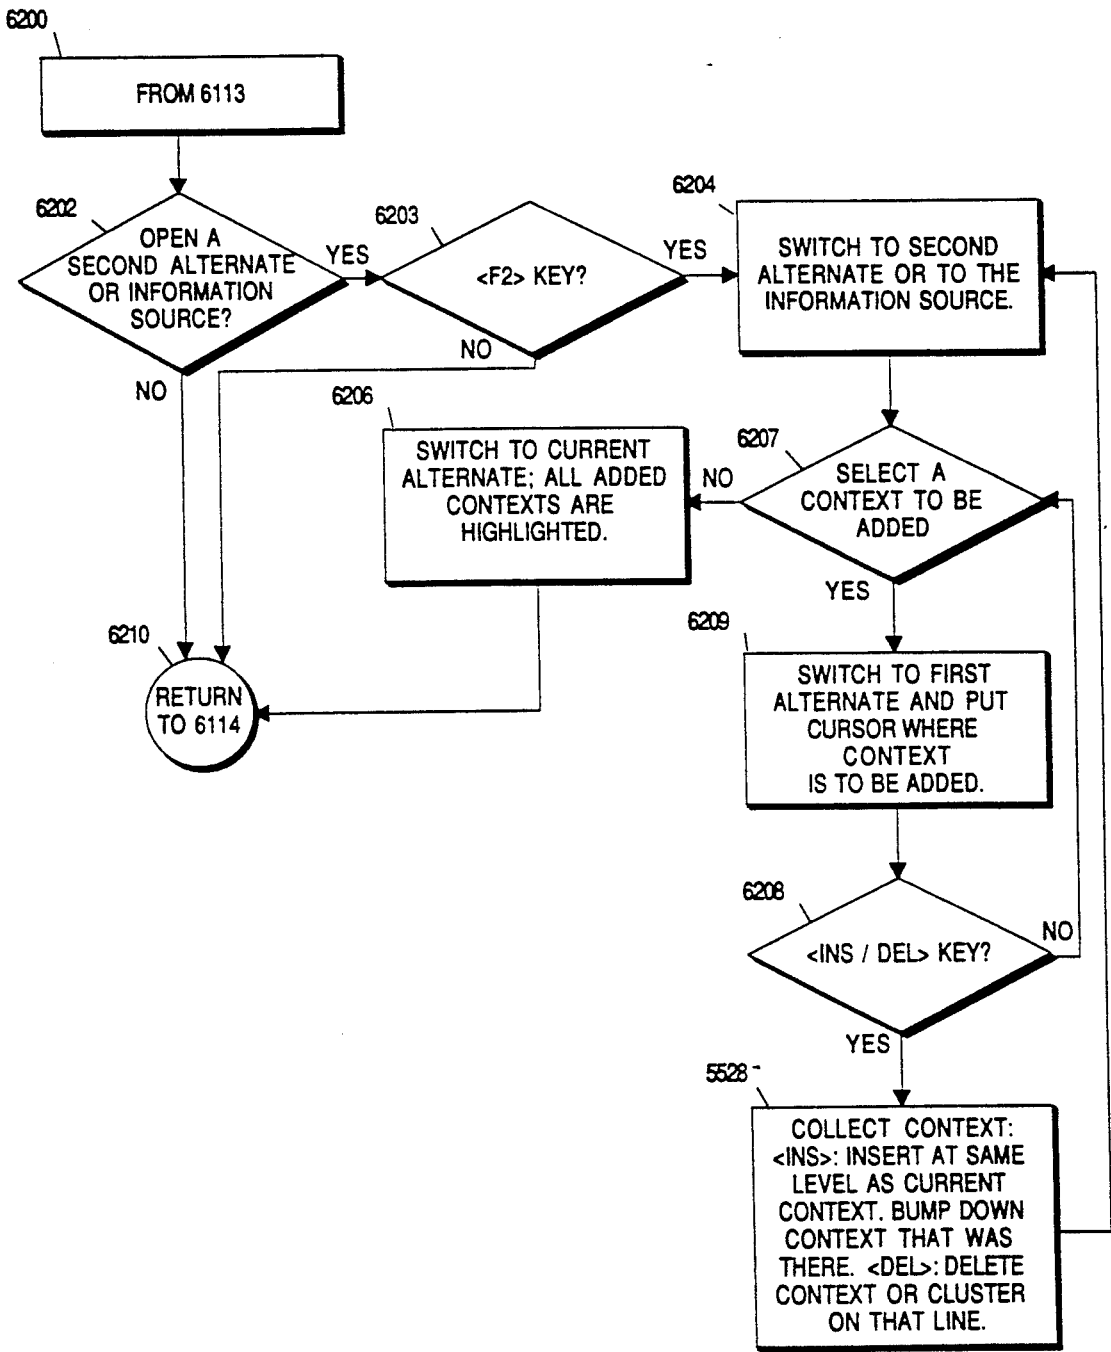 6200
FROM 6113
6202
OPEN A
SECOND ALTERNATE
OR INFORMATION
SOURCE?
YES
NO
6203
<F2> KEY?
YES
NO
6204
SWITCH TO SECOND
ALTERNATE OR TO THE
INFORMATION SOURCE.
6206
SWITCH TO CURRENT
ALTERNATE; ALL ADDED
CONTEXTS ARE
HIGHLIGHTED.
6207
SELECT A
CONTEXT TO BE
ADDED
NO
YES
6210
RETURN
TO 6114
6209
SWITCH TO FIRST
ALTERNATE AND PUT
CURSOR WHERE
CONTEXT
IS TO BE ADDED.
6208
<INS / DEL> KEY?
NO
YES
5528
COLLECT CONTEXT:
<INS>: INSERT AT SAME
LEVEL AS CURRENT
CONTEXT. BUMP DOWN
CONTEXT THAT WAS
THERE. <DEL>: DELETE
CONTEXT OR CLUSTER
ON THAT LINE.